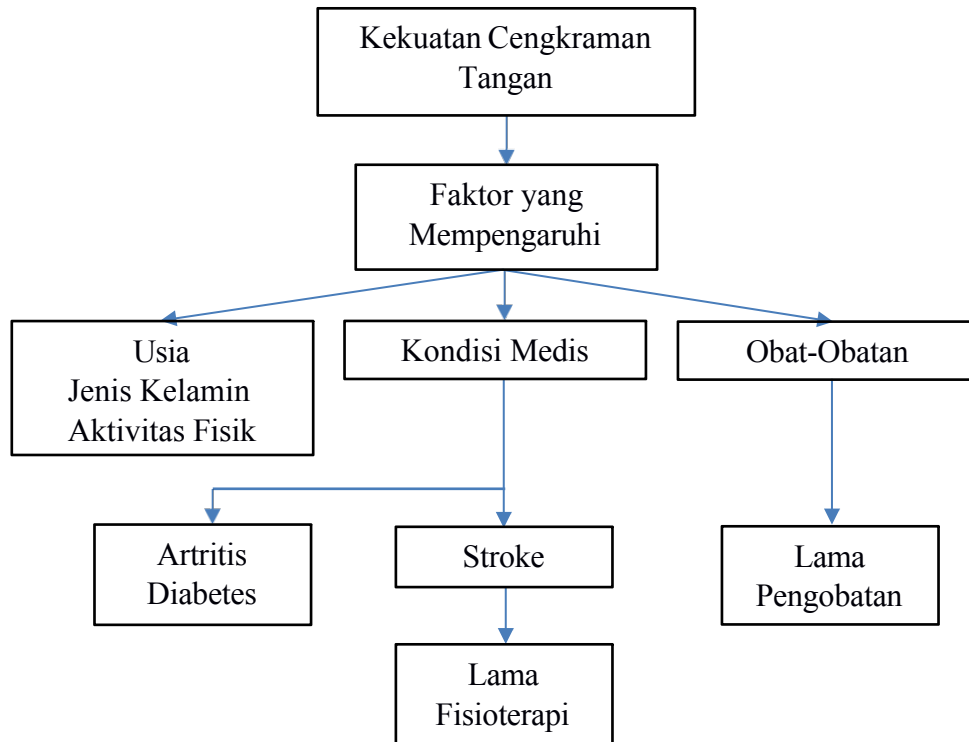 Kekuatan Cengkraman
Tangan
Faktor yang
Mempengaruhi
Usia
Jenis Kelamin
Aktivitas Fisik
Kondisi Medis
Obat-Obatan
Artritis
Diabetes
Stroke
Lama
Pengobatan
Lama
Fisioterapi